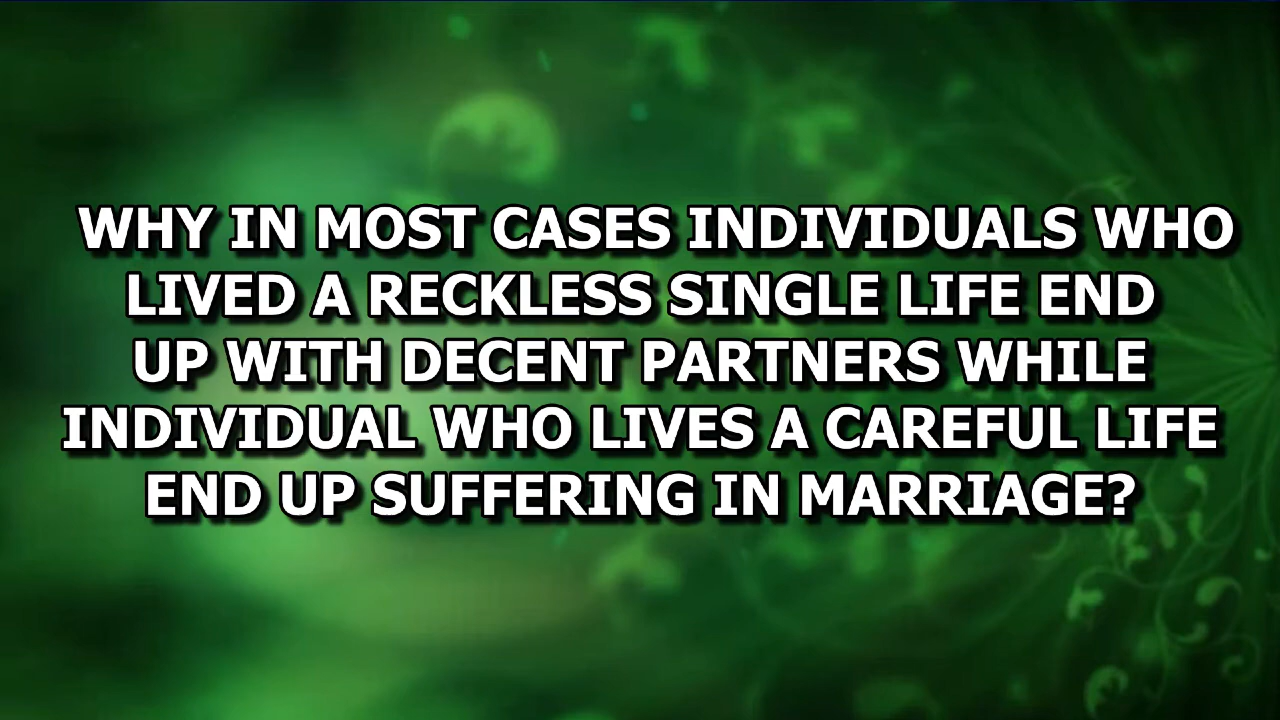 WHY IN MOST CASES INDIVIDUALS WHO
LIVED A RECKLESS SINGLE LIFE END
UP WITH DECENT PARTNERS WHILE
INDIVIDUAL WHO LIVES A CAREFUL LIFE
END UP SUFFERING IN MARRIAGE?